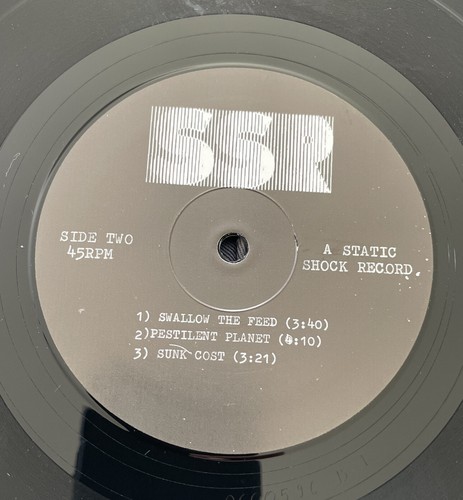 SSR
SIDE TWO
45RPM
A STATIC
SHOCK RECORD
1) SWALLOW THE FEED (3:40)
2)PESTILENT PLANET (4:10)
3) SUNK COST (3:21)